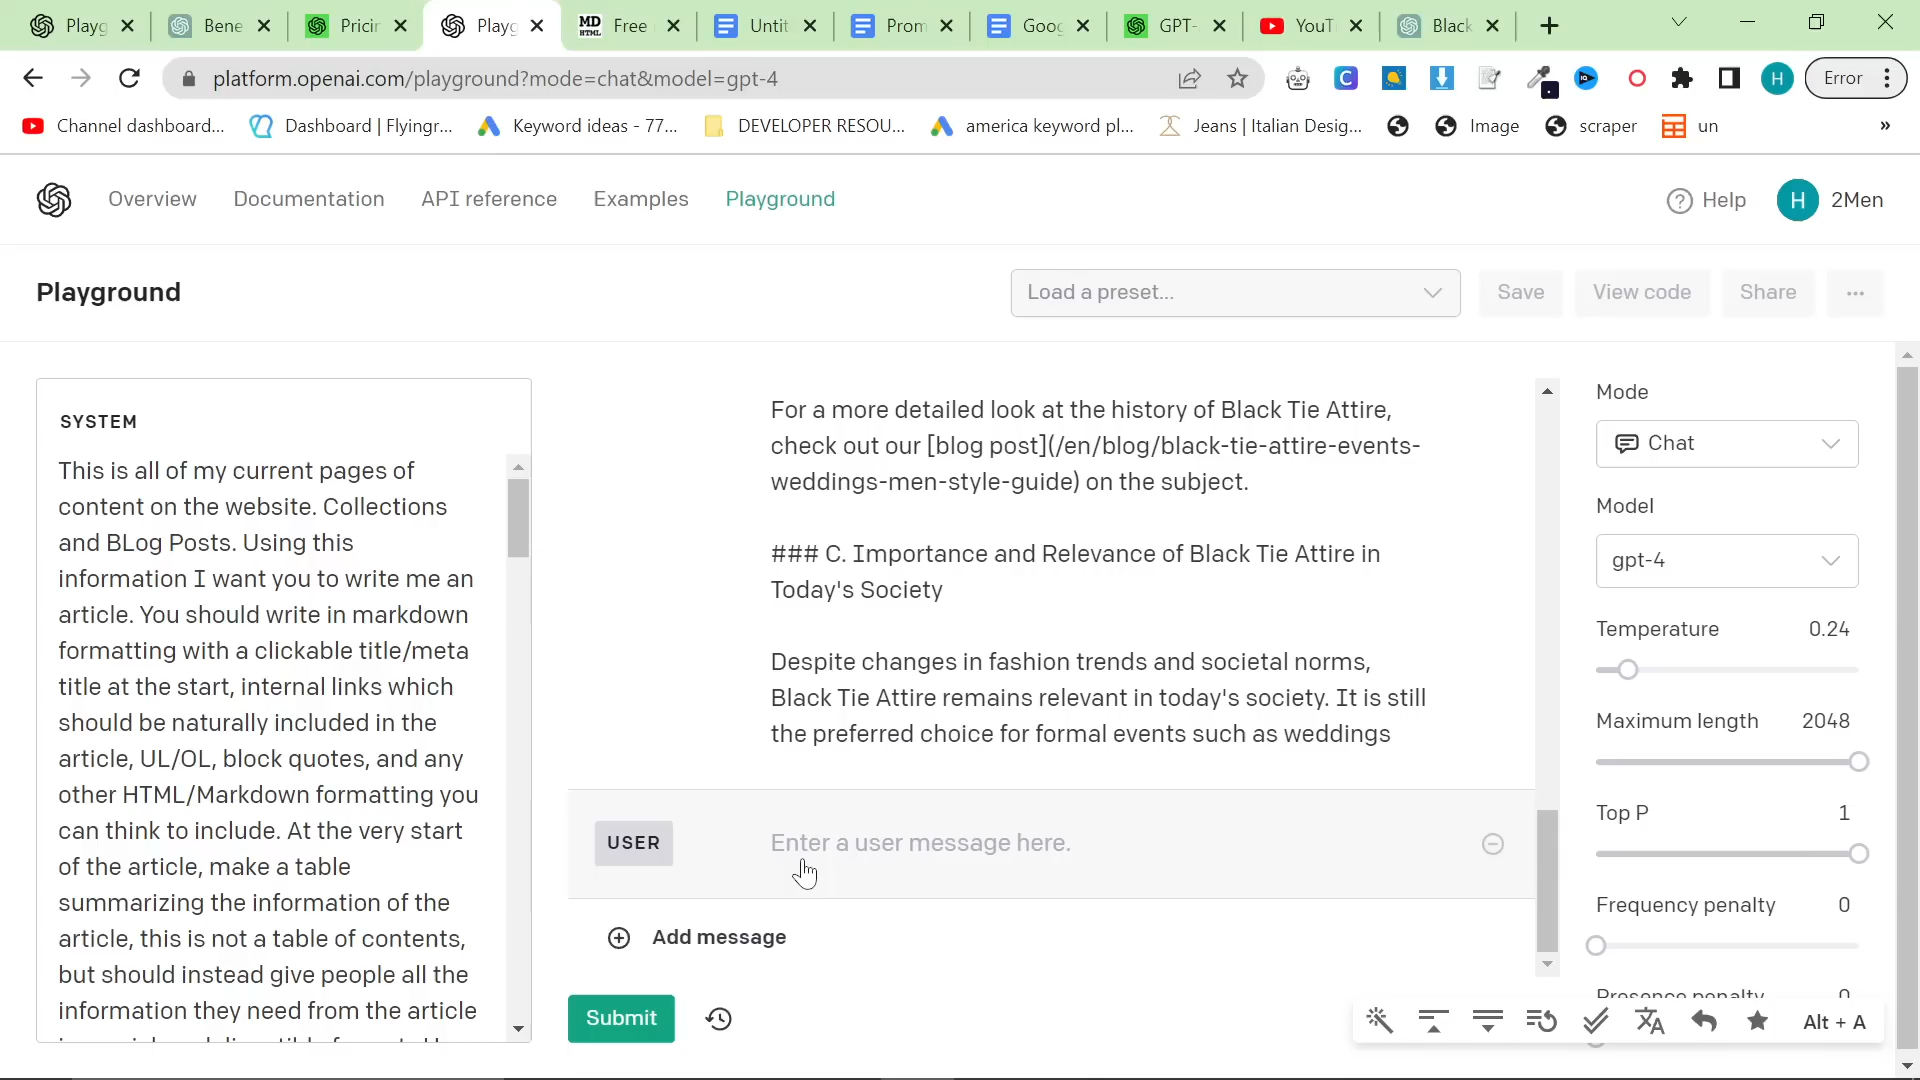 Playg
Bene
Pricin
Playg
MD HTML Free
Untit
Prom
Goog
GPT-
YouT
Black
platform.openai.com/playground?mode=chat&model=gpt-4
H
Error
Channel dashboard...
Dashboard | Flyingr...
Keyword ideas - 77...
DEVELOPER RESOU...
america keyword pl...
Jeans | Italian Desig...
Image
scraper
un
»
Overview
Documentation
API reference
Examples
Playground
Help
H
2Men
Playground
Load a preset...
Save
View code
Share
...
SYSTEM
This is all of my current pages of
content on the website. Collections
and BLog Posts. Using this
information I want you to write me an
article. You should write in markdown
formatting with a clickable title/meta
title at the start, internal links which
should be naturally included in the
article, UL/OL, block quotes, and any
other HTML/Markdown formatting you
can think to include. At the very start
of the article, make a table
summarizing the information of the
article, this is not a table of contents,
but should instead give people all the
information they need from the article
For a more detailed look at the history of Black Tie Attire,
check out our [blog post](/en/blog/black-tie-attire-events-
weddings-men-style-guide) on the subject.
### C. Importance and Relevance of Black Tie Attire in
Today's Society
Despite changes in fashion trends and societal norms,
Black Tie Attire remains relevant in today's society. It is still
the preferred choice for formal events such as weddings
USER
Enter a user message here.
Add message
Submit
Mode
Chat
Model
gpt-4
Temperature 0.24
Maximum length 2048
Top P 1
Frequency penalty 0
Presence penalty 0
Alt + A